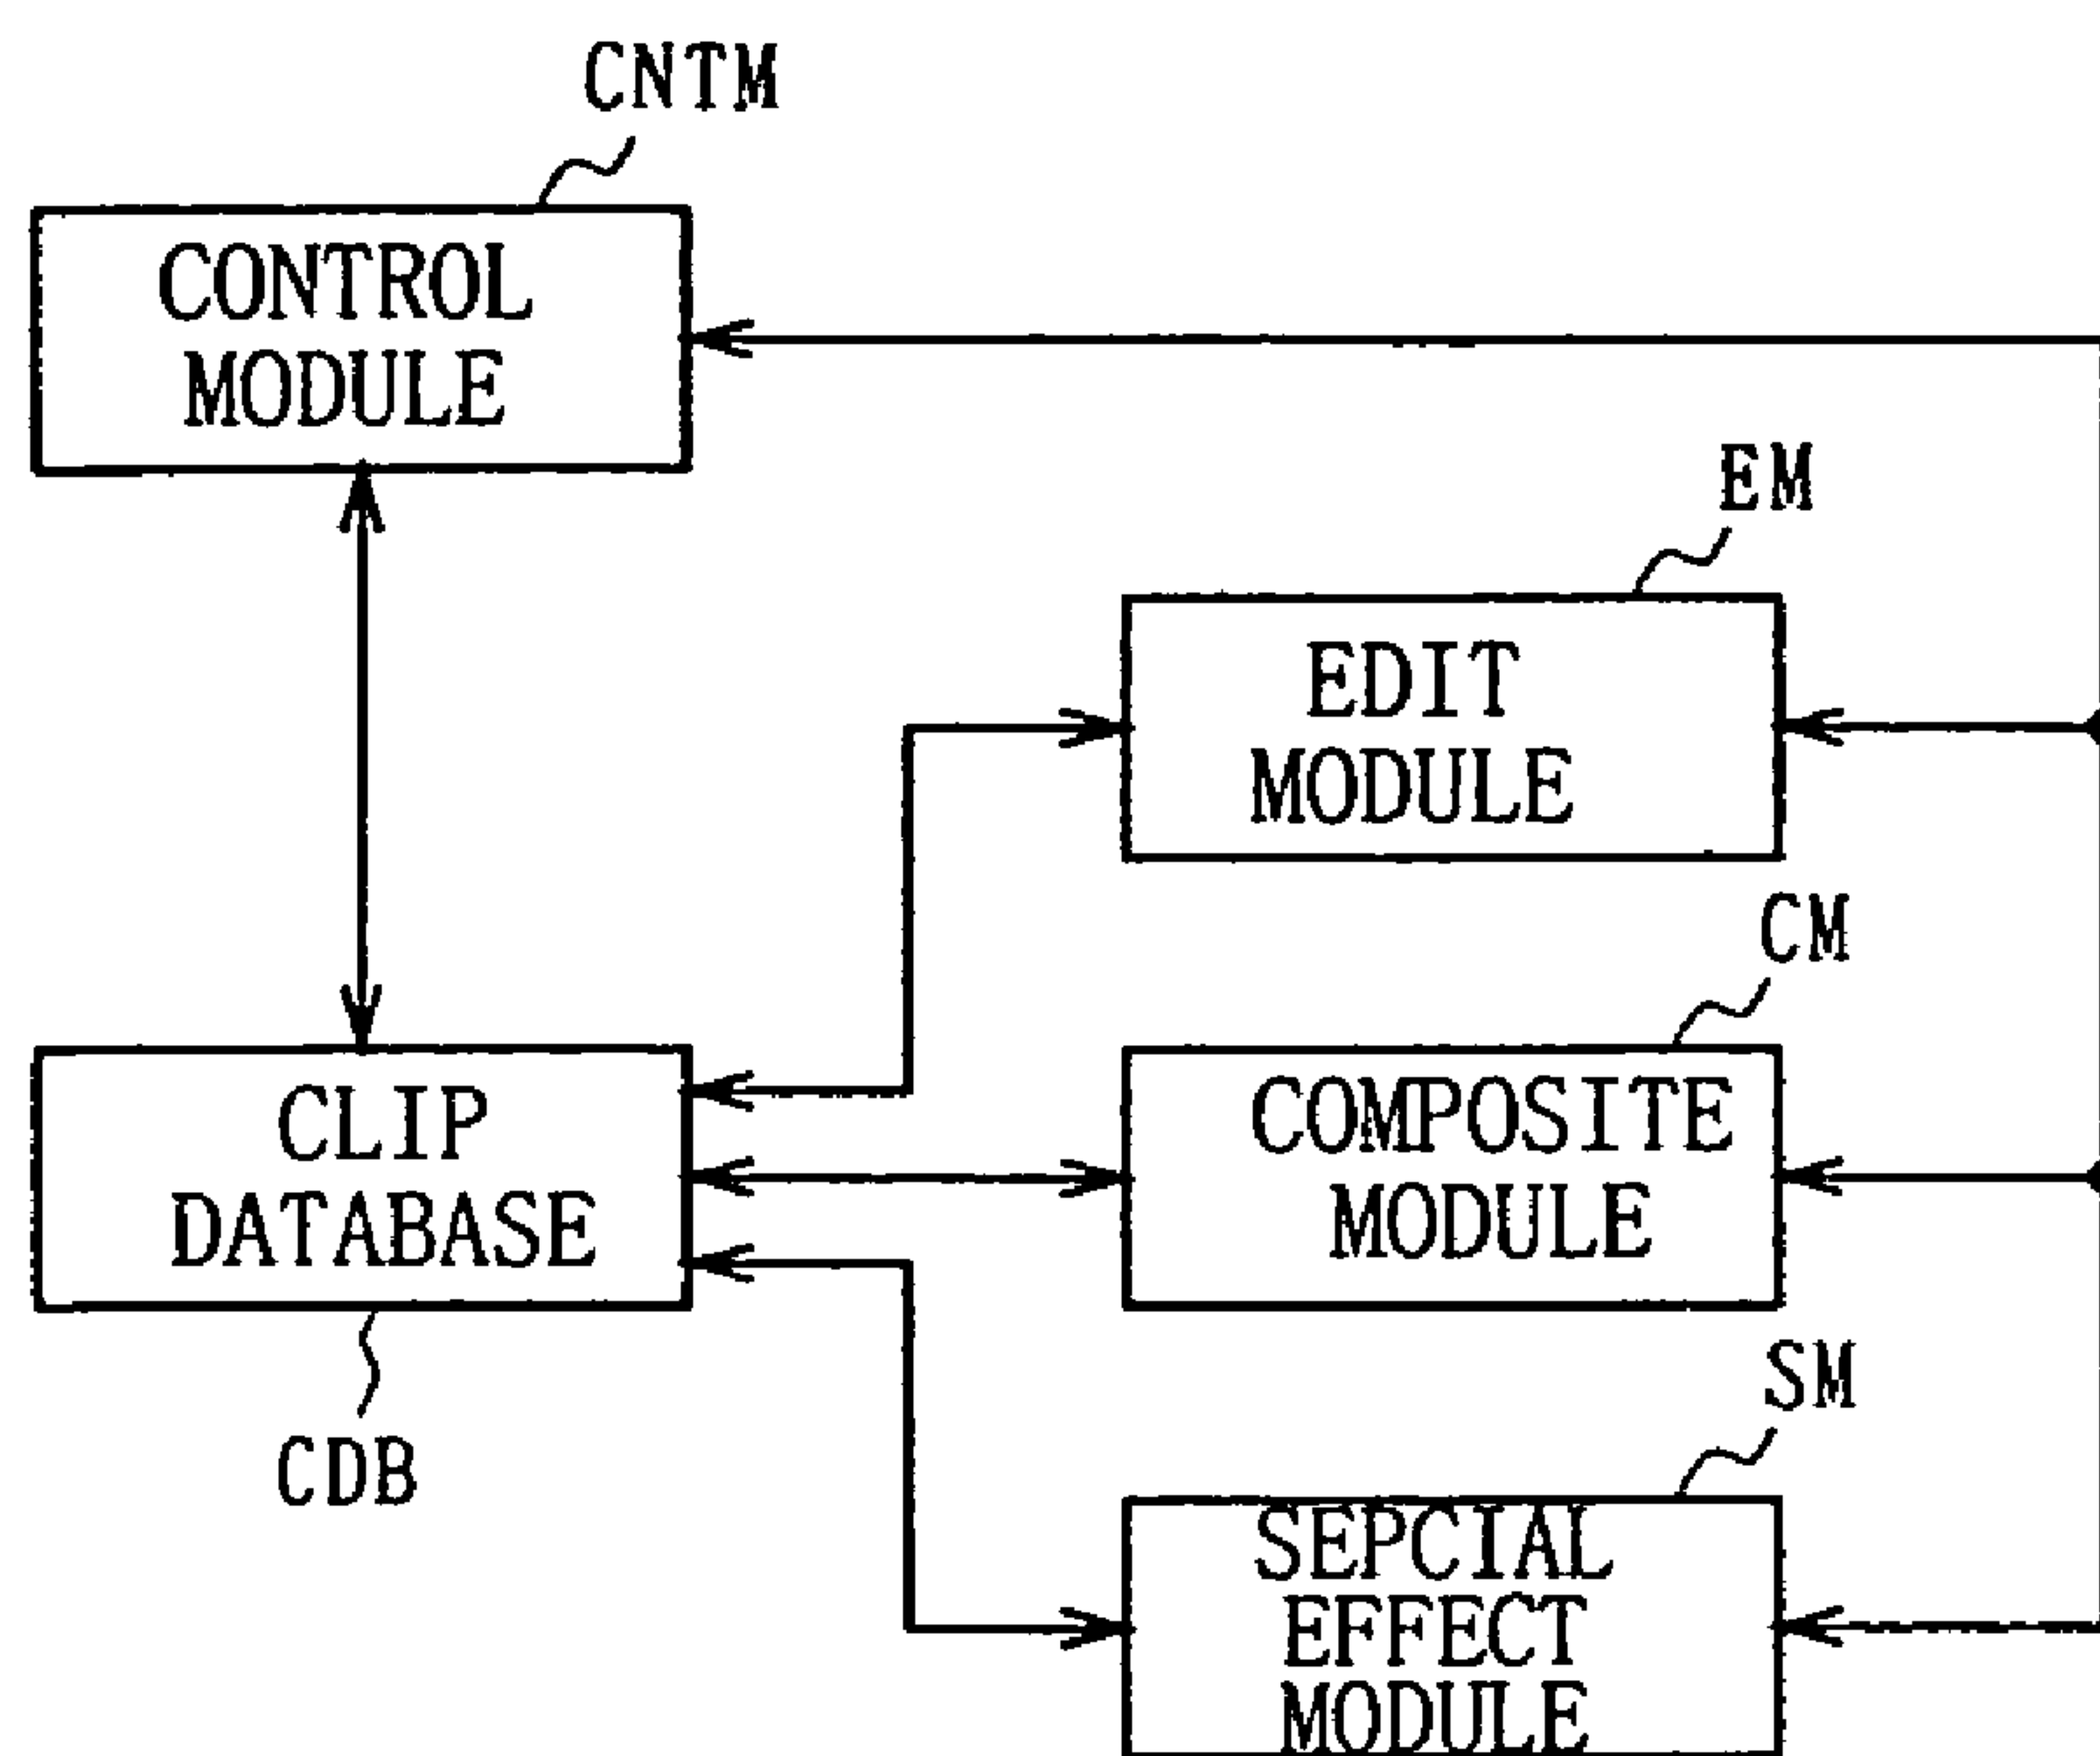 CNTM
CONTROL
MODULE
EM
EDIT
MODULE
CM
CLIP
DATABASE
COMPOSITE
MODULE
CDB
SM
SEPCIAL
EFFECT
MODULE